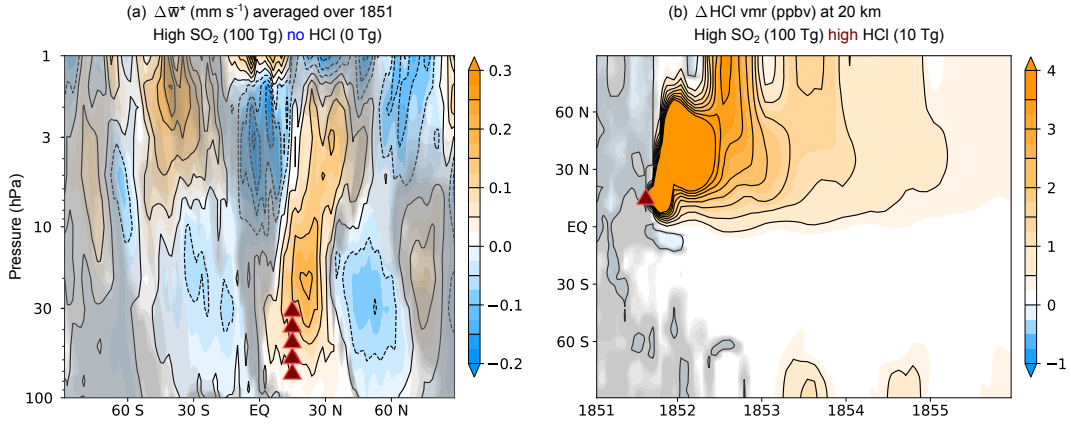 (a) Δw̅* (mm s⁻¹) averaged over 1851
High SO₂ (100 Tg) no HCl (0 Tg)
(b) ΔHCl vmr (ppbv) at 20 km
High SO₂ (100 Tg) high HCl (10 Tg)
Pressure (hPa)
1
3
10
30
100
60 S
30 S
EQ
30 N
60 N
0.3
0.2
0.1
0.0
−0.1
−0.2
60 N
30 N
EQ
30 S
60 S
1851
1852
1853
1854
1855
4
3
2
1
0
−1